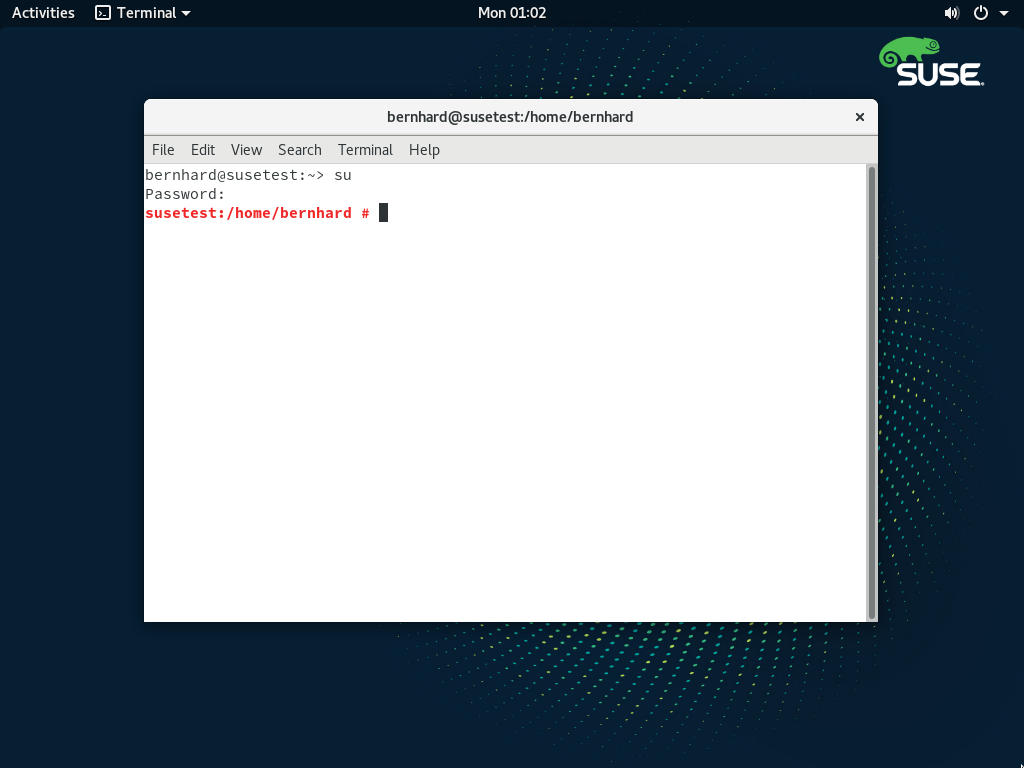 Activities Terminal Mon 01:02
SUSE
bernhard@susetest:/home/bernhard
File Edit View Search Terminal Help
bernhard@susetest:~> su
Password:
susetest:/home/bernhard #